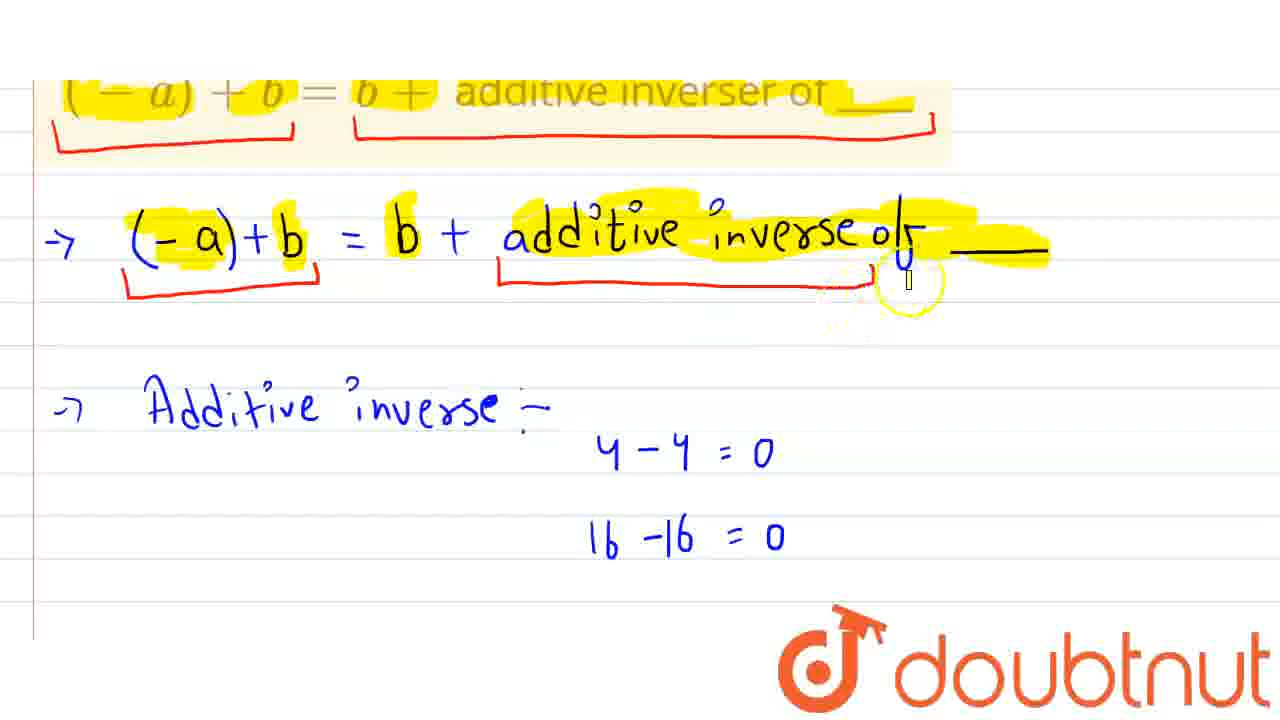 (−a)+b = b+ additive inverser of ___
→ (-a)+b = b + additive inverse of ___
→ Additive inverse :-
4 - 4 = 0
16 -16 = 0
doubtnut